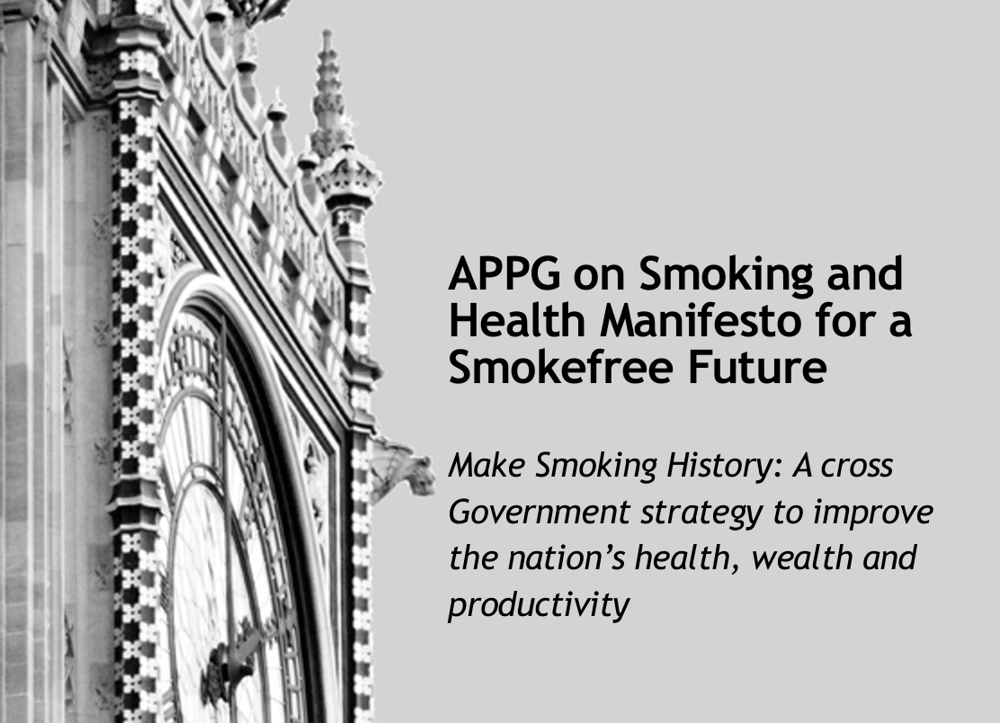 APPG on Smoking and
Health Manifesto for a
Smokefree Future
Make Smoking History: A cross
Government strategy to improve
the nation’s health, wealth and
productivity